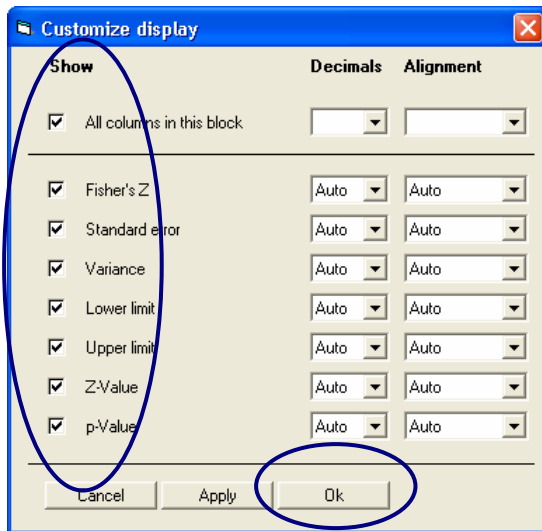 Customize display
Show Decimals Alignment
All columns in this block
Fisher's Z Auto Auto
Standard error Auto Auto
Variance Auto Auto
Lower limit Auto Auto
Upper limit Auto Auto
Z-Value Auto Auto
p-Value Auto Auto
Cancel Apply Ok